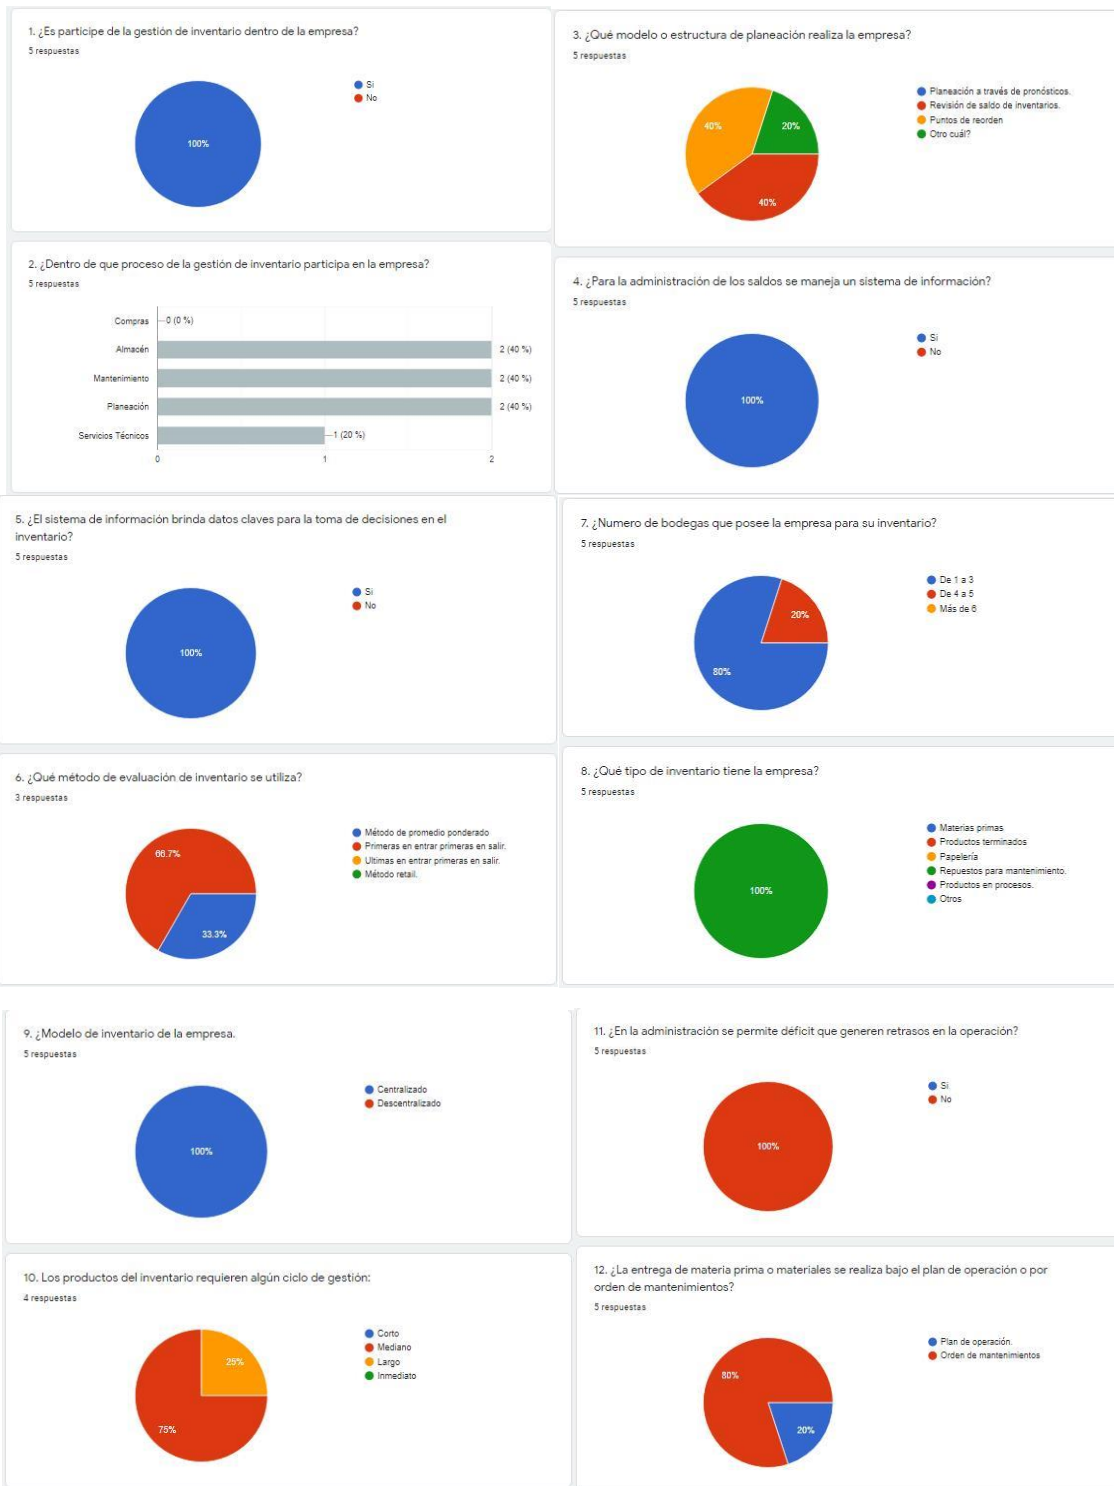 1. ¿Es participe de la gestión de inventario dentro de la empresa?
5 respuestas
Si
No
100%
2. ¿Dentro de que proceso de la gestión de inventario participa en la empresa?
5 respuestas
Compras
0 (0 %)
Almacén
2 (40 %)
Mantenimiento
2 (40 %)
Planeación
2 (40 %)
Servicios Técnicos
1 (20 %)
0
1
2
3. ¿Qué modelo o estructura de planeación realiza la empresa?
5 respuestas
Planeación a través de pronósticos.
Revisión de saldo de inventarios.
Puntos de reorden
Otro cuál?
40%
20%
40%
4. ¿Para la administración de los saldos se maneja un sistema de información?
5 respuestas
Si
No
100%
5. ¿El sistema de información brinda datos claves para la toma de decisiones en el
inventario?
5 respuestas
Si
No
100%
6. ¿Qué método de evaluación de inventario se utiliza?
3 respuestas
Método de promedio ponderado
Primeras en entrar primeras en salir.
Ultimas en entrar primeras en salir.
Método retail.
66.7%
33.3%
7. ¿Numero de bodegas que posee la empresa para su inventario?
5 respuestas
De 1 a 3
De 4 a 5
Más de 6
20%
80%
8. ¿Qué tipo de inventario tiene la empresa?
5 respuestas
Materias primas
Productos terminados
Papelería
Repuestos para mantenimiento.
Productos en procesos.
Otros
100%
9. ¿Modelo de inventario de la empresa.
5 respuestas
Centralizado
Descentralizado
100%
10. Los productos del inventario requieren algún ciclo de gestión:
4 respuestas
Corto
Mediano
Largo
Inmediato
25%
75%
11. ¿En la administración se permite déficit que generen retrasos en la operación?
5 respuestas
Si
No
100%
12. ¿La entrega de materia prima o materiales se realiza bajo el plan de operación o por
orden de mantenimientos?
5 respuestas
Plan de operación.
Orden de mantenimientos
80%
20%